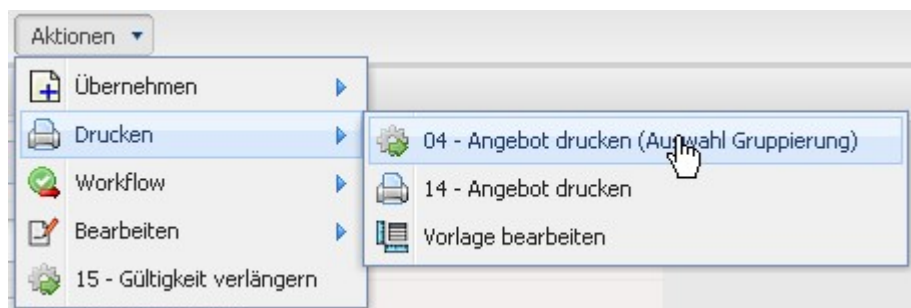 Aktionen
Übernehmen
Drucken
Workflow
Bearbeiten
15 - Gültigkeit verlängern
04 - Angebot drucken (Auswahl Gruppierung)
14 - Angebot drucken
Vorlage bearbeiten